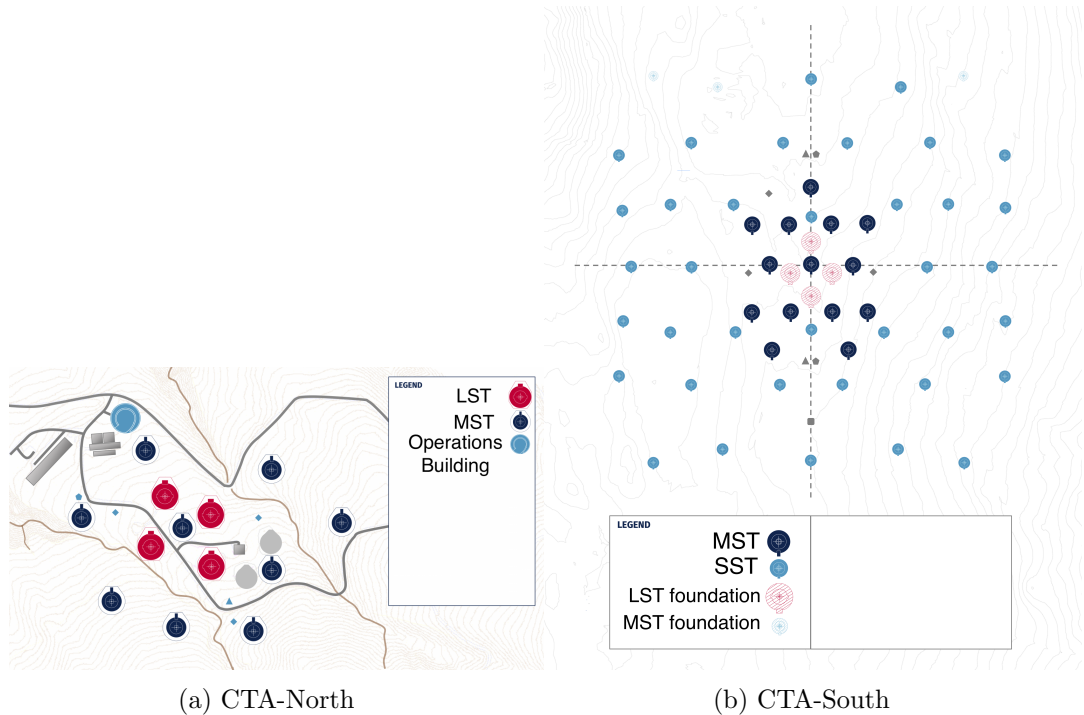 LEGEND
LST
MST
Operations
Building
LEGEND
MST
SST
LST foundation
MST foundation
(a) CTA-North
(b) CTA-South